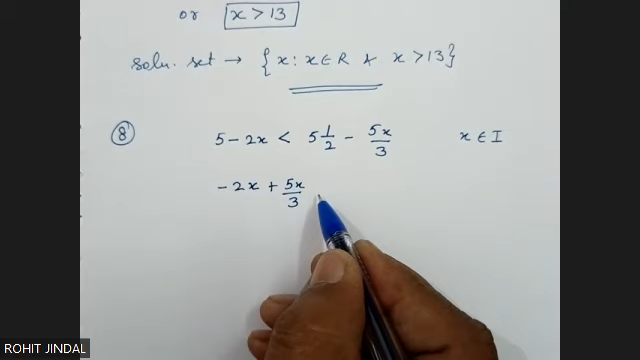 or x > 13
soln. set → { x : x ∈ R & x > 13 }
8 5 - 2x < 5 1/2 - 5x/3 x ∈ I
- 2x + 5x/3
ROHIT JINDAL